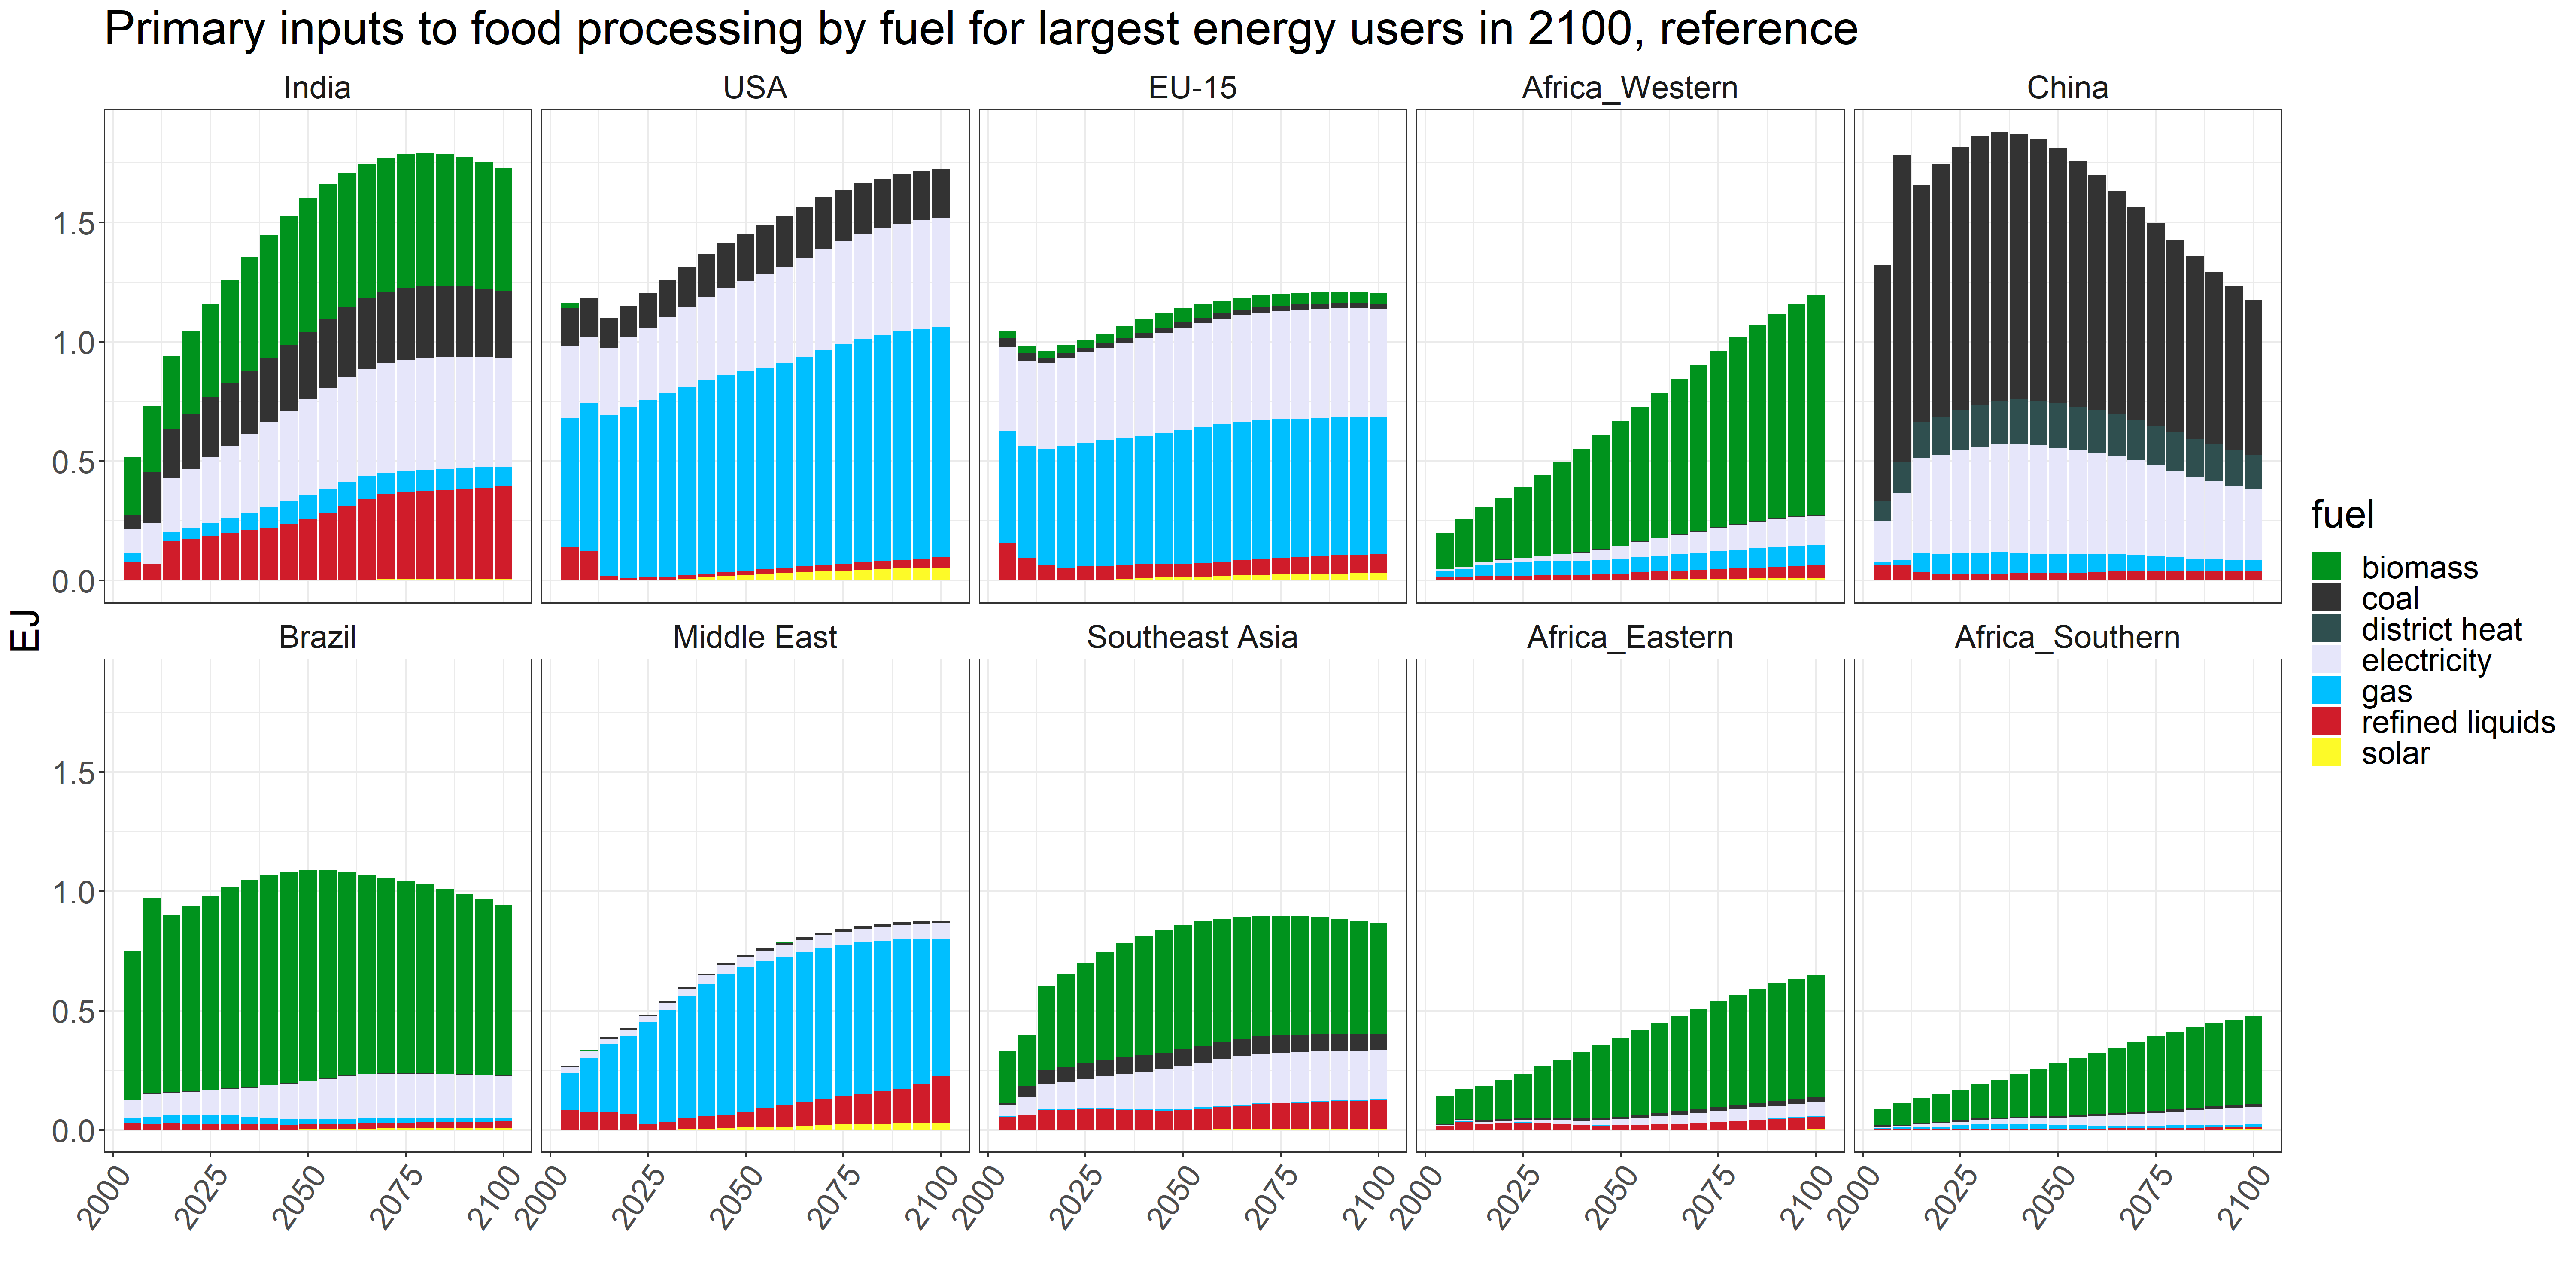 Primary inputs to food processing by fuel for largest energy users in 2100, reference
India
USA
EU-15
Africa_Western
China
1.5
1.0
0.5
0.0
EJ
Brazil
Middle East
Southeast Asia
Africa_Eastern
Africa_Southern
1.5
1.0
0.5
0.0
2000
2025
2050
2075
2100
2000
2025
2050
2075
2100
2000
2025
2050
2075
2100
2000
2025
2050
2075
2100
2000
2025
2050
2075
2100
fuel
biomass
coal
district heat
electricity
gas
refined liquids
solar